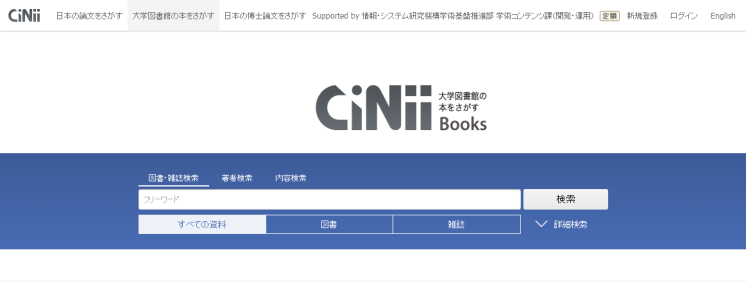 CiNii 日本の論文をさがす 大学図書館の本をさがす 日本の博士論文をさがす Supported by 情報・システム研究機構学術基盤推進部 学術コンテンツ課(開発・運用) 定額 新規登録 ログイン English
CiNii 大学図書館の
本をさがす
Books
図書・雑誌検索 著者検索 内容検索
フリーワード 検索
すべての資料 図書 雑誌 詳細検索